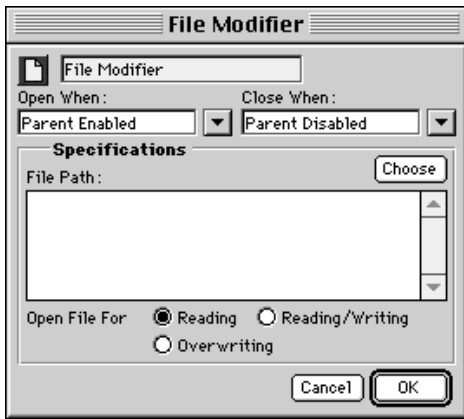 File Modifier
File Modifier
Open When: Close When:
Parent Enabled Parent Disabled
Specifications
Choose
File Path:
Open File For Reading Reading/Writing
Overwriting
Cancel OK